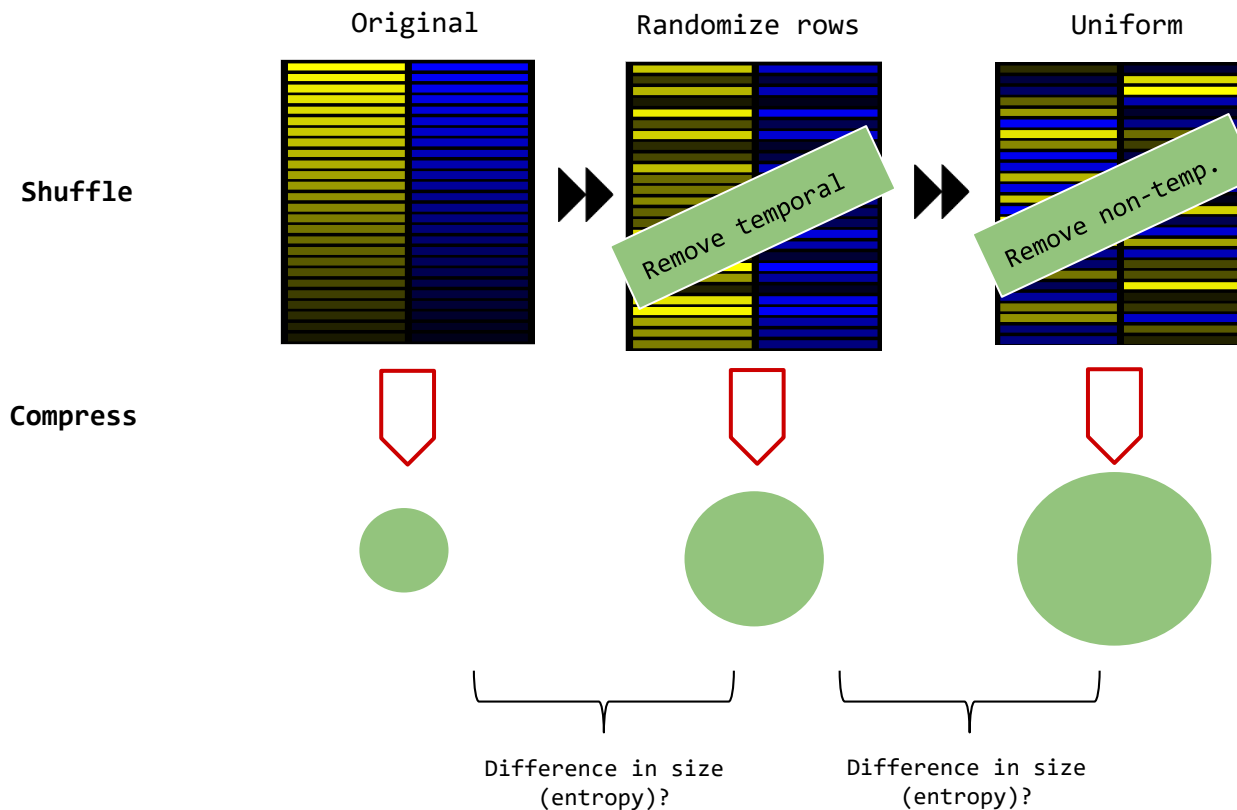 Original
Randomize rows
Uniform
Shuffle
Remove temporal
Remove non-temp.
Compress
Difference in size
(entropy)?
Difference in size
(entropy)?